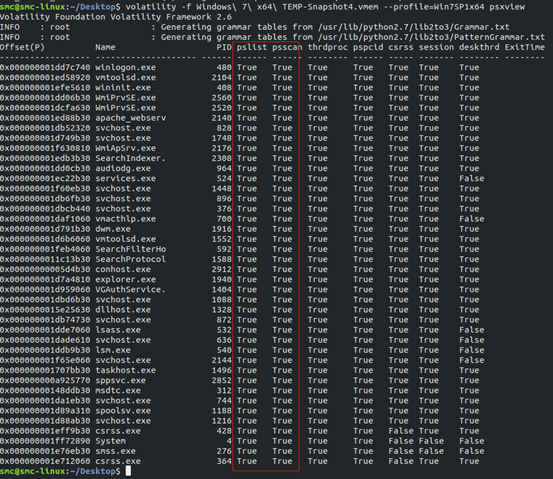 smc@smc-linux:~/Desktop$ volatility -f Windows\ 7\ x64\ TEMP-Snapshot4.vmem --profile=Win7SP1x64 psxview
Volatility Foundation Volatility Framework 2.6
INFO    : root                 : Generating grammar tables from /usr/lib/python2.7/lib2to3/Grammar.txt
INFO    : root                 : Generating grammar tables from /usr/lib/python2.7/lib2to3/PatternGrammar.txt
Offset(P)          Name                    PID pslist psscan thrdproc pspcid csrss session deskthrd ExitTime
------------------ -------------------- ------ ------ ------ -------- ------ ----- ------- -------- --------
0x000000001dd7c740 winlogon.exe            480 True   True   True     True   True  True    True
0x000000001ed58920 vmtoolsd.exe           2104 True   True   True     True   True  True    True
0x000000001efe5610 wininit.exe             408 True   True   True     True   True  True    True
0x000000001dd06b30 WmiPrvSE.exe           2560 True   True   True     True   True  True    True
0x000000001dcfa630 WmiPrvSE.exe           2520 True   True   True     True   True  True    True
0x000000001ed88b30 apache_webserv         2140 True   True   True     True   True  True    True
0x000000001db52320 svchost.exe             828 True   True   True     True   True  True    True
0x000000001d749b30 svchost.exe            1748 True   True   True     True   True  True    True
0x000000001f630810 WmiApSrv.exe           2176 True   True   True     True   True  True    True
0x000000001edb3b30 SearchIndexer.         2308 True   True   True     True   True  True    True
0x000000001dd0cb30 audiodg.exe             964 True   True   True     True   True  True    True
0x000000001ec22b30 services.exe            524 True   True   True     True   True  True    False
0x000000001f60eb30 svchost.exe            1448 True   True   True     True   True  True    True
0x000000001db6fb30 svchost.exe             896 True   True   True     True   True  True    True
0x000000001dbcb440 svchost.exe             376 True   True   True     True   True  True    True
0x000000001daf1060 vmacthlp.exe            700 True   True   True     True   True  True    False
0x000000001d791b30 dwm.exe                1916 True   True   True     True   True  True    True
0x000000001d6b6060 vmtoolsd.exe           1552 True   True   True     True   True  True    True
0x000000001feb4060 SearchFilterHo          592 True   True   True     True   True  True    True
0x0000000011c13b30 SearchProtocol         1588 True   True   True     True   True  True    True
0x0000000005d4b30 conhost.exe            2912 True   True   True     True   True  True    True
0x000000001d7a4810 explorer.exe           1940 True   True   True     True   True  True    True
0x000000001d959060 VGAuthService.         1404 True   True   True     True   True  True    True
0x000000001dbd6b30 svchost.exe            1088 True   True   True     True   True  True    True
0x0000000015e25630 dllhost.exe            1328 True   True   True     True   True  True    True
0x000000001db74730 svchost.exe             872 True   True   True     True   True  True    True
0x000000001dde7060 lsass.exe               532 True   True   True     True   True  True    False
0x000000001dade610 svchost.exe             636 True   True   True     True   True  True    False
0x000000001ddb9b30 lsm.exe                 540 True   True   True     True   True  True    False
0x000000001f65e060 svchost.exe            2144 True   True   True     True   True  True    False
0x000000001707bb30 taskhost.exe           1496 True   True   True     True   True  True    True
0x000000000a925770 sppsvc.exe             2852 True   True   True     True   True  True    True
0x00000000148ddb30 msdtc.exe               312 True   True   True     True   True  True    True
0x000000001da1eb30 svchost.exe             744 True   True   True     True   True  True    True
0x000000001d89a310 spoolsv.exe            1188 True   True   True     True   True  True    True
0x000000001d88ab30 svchost.exe            1216 True   True   True     True   True  True    True
0x000000001eff9b30 csrss.exe               428 True   True   True     True   False True    True
0x000000001ff72890 System                    4 True   True   True     True   False False   False
0x000000001e76eb30 smss.exe                276 True   True   True     True   False False   False
0x000000001e712060 csrss.exe               364 True   True   True     True   False True    True
smc@smc-linux:~/Desktop$